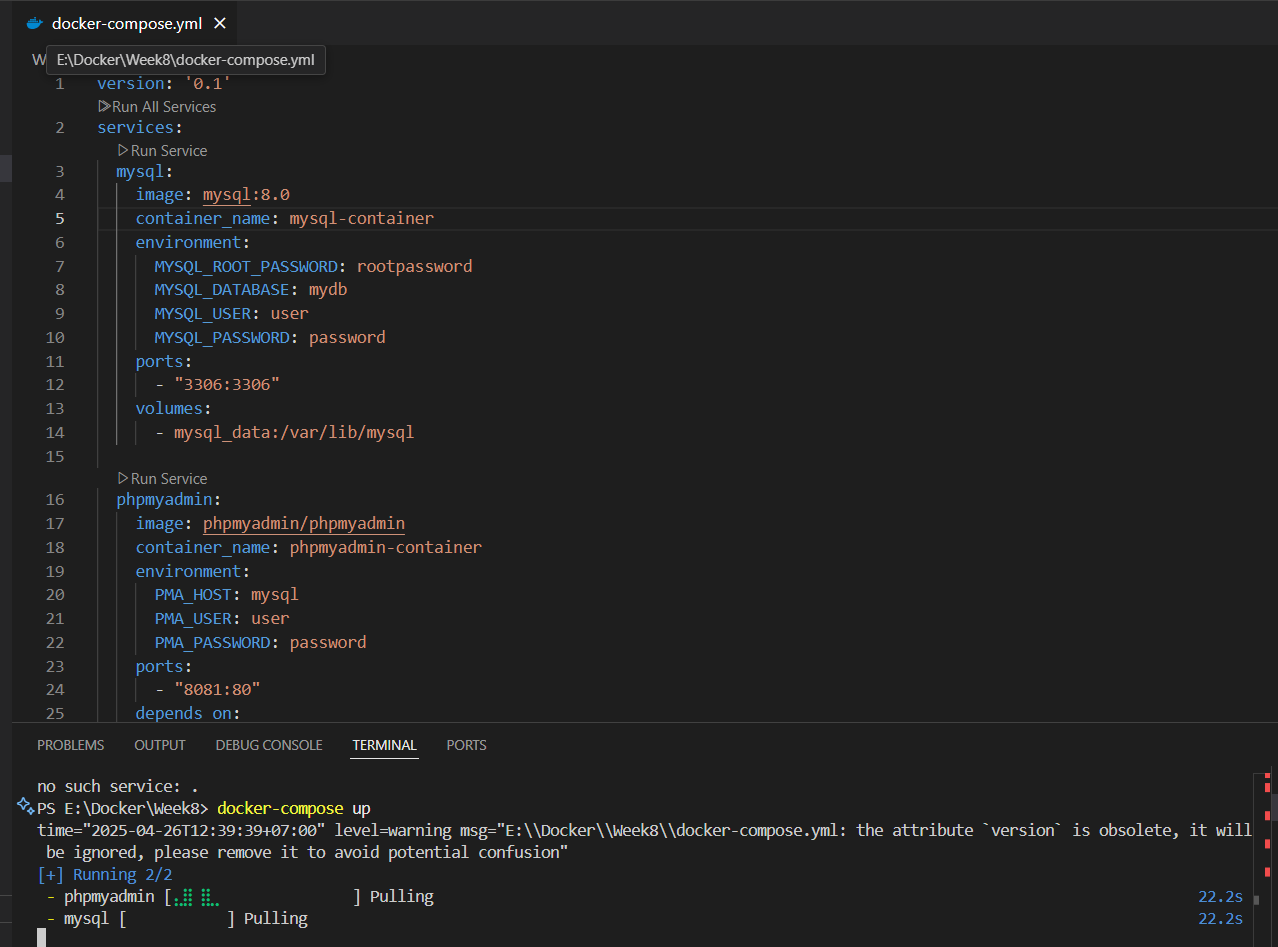 docker-compose.yml
W
E:\Docker\Week8\docker-compose.yml
1 version: '0.1'
Run All Services
2 services:
Run Service
3 mysql:
4 image: mysql:8.0
5 container_name: mysql-container
6 environment:
7 MYSQL_ROOT_PASSWORD: rootpassword
8 MYSQL_DATABASE: mydb
9 MYSQL_USER: user
10 MYSQL_PASSWORD: password
11 ports:
12 - "3306:3306"
13 volumes:
14 - mysql_data:/var/lib/mysql
15
Run Service
16 phpmyadmin:
17 image: phpmyadmin/phpmyadmin
18 container_name: phpmyadmin-container
19 environment:
20 PMA_HOST: mysql
21 PMA_USER: user
22 PMA_PASSWORD: password
23 ports:
24 - "8081:80"
25 depends_on:
PROBLEMS OUTPUT DEBUG CONSOLE TERMINAL PORTS
no such service: .
PS E:\Docker\Week8> docker-compose up
time="2025-04-26T12:39:39+07:00" level=warning msg="E:\\Docker\\Week8\\docker-compose.yml: the attribute `version` is obsolete, it will
be ignored, please remove it to avoid potential confusion"
[+] Running 2/2
- phpmyadmin [⣾ ] Pulling 22.2s
- mysql [ ] Pulling 22.2s